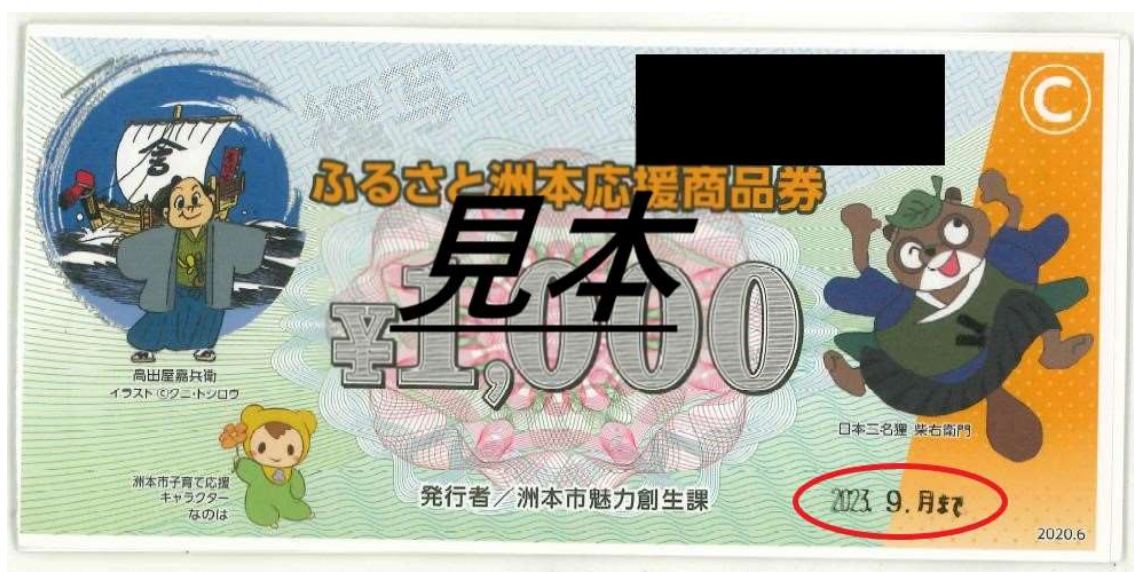 Ⓒ
ふるさと洲本応援商品券
見本
¥1,000
高田屋嘉兵衛
イラスト©クニ・トシロウ
日本三名狸 柴右衛門
洲本市子育て応援
キャラクター
なのは
発行者/洲本市魅力創生課
2023. 9.月まで
2020.6